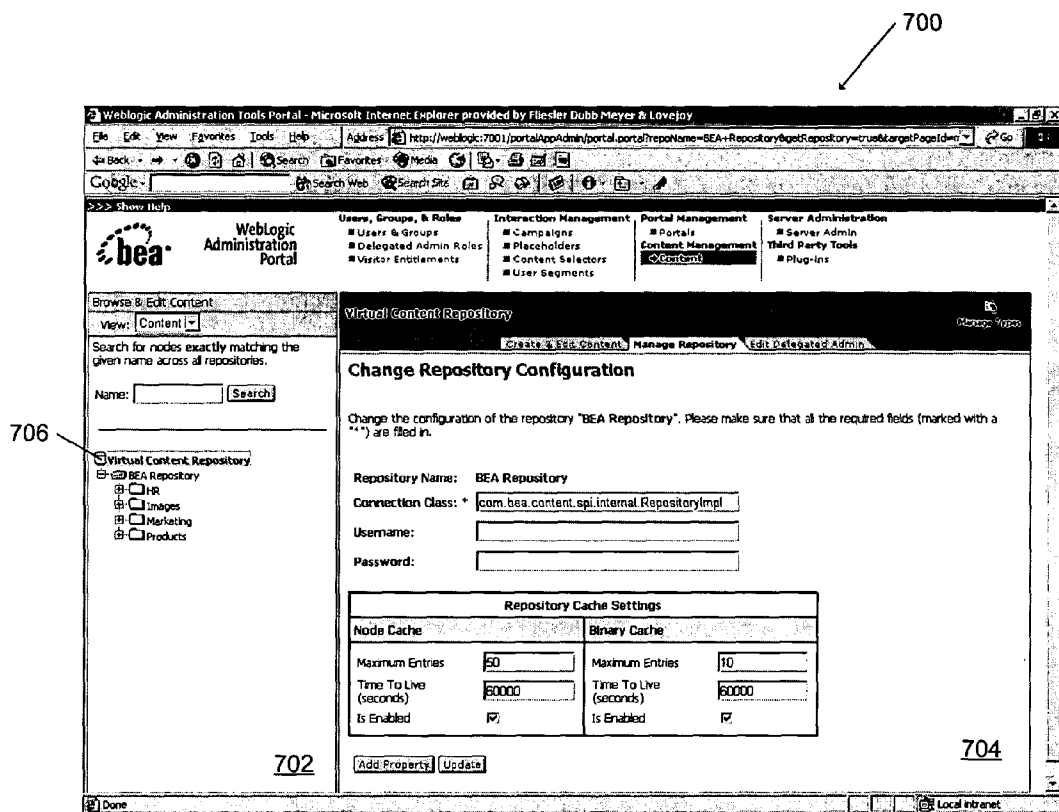 700
Weblogic Administration Tools Portal - Microsoft Internet Explorer provided by Fliesler Dubb Meyer & Lovejoy
File Edit View Favorites Tools Help Address http://weblogic:7001/portalAppAdmin/portal.portal?repoName=BEA+Repository&getRepository=true&targetPageId= Go
Back Search Favorites Media
Google Search Web Search Site
>>> Show Help
bea
WebLogic Administration Portal
Users, Groups, & Roles
Users & Groups
Delegated Admin Roles
Visitor Entitlements
Interaction Management
Campaigns
Placeholders
Content Selectors
User Segments
Portal Management
Portals
Content Management
Content
Server Administration
Server Admin
Third Party Tools
Plug-Ins
Browse & Edit Content
View: Content
Search for nodes exactly matching the
given name across all repositories.
Name: Search
706
Virtual Content Repository
BEA Repository
HR
Images
Marketing
Products
702
Virtual Content Repository
Manage Types
Create & Edit Content Manage Repository Edit Delegated Admin
Change Repository Configuration
Change the configuration of the repository "BEA Repository". Please make sure that all the required fields (marked with a
"*") are filled in.
Repository Name: BEA Repository
Connection Class: * com.bea.content.spi.internal.RepositoryImpl
Username:
Password:
Repository Cache Settings
Node Cache Binary Cache
Maximum Entries 50 Maximum Entries 10
Time To Live (seconds) 60000 Time To Live (seconds) 60000
Is Enabled Is Enabled
Add Property Update
704
Done Local intranet